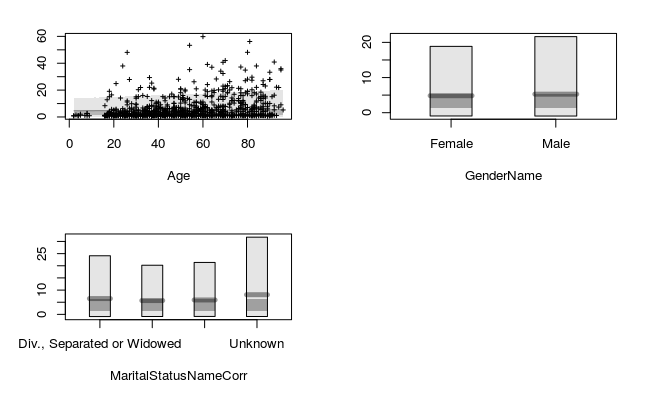 60
40
20
0
0 20 40 60 80
Age
20
10
0
Female Male
GenderName
25
10
0
Div., Separated or Widowed Unknown
MaritalStatusNameCorr